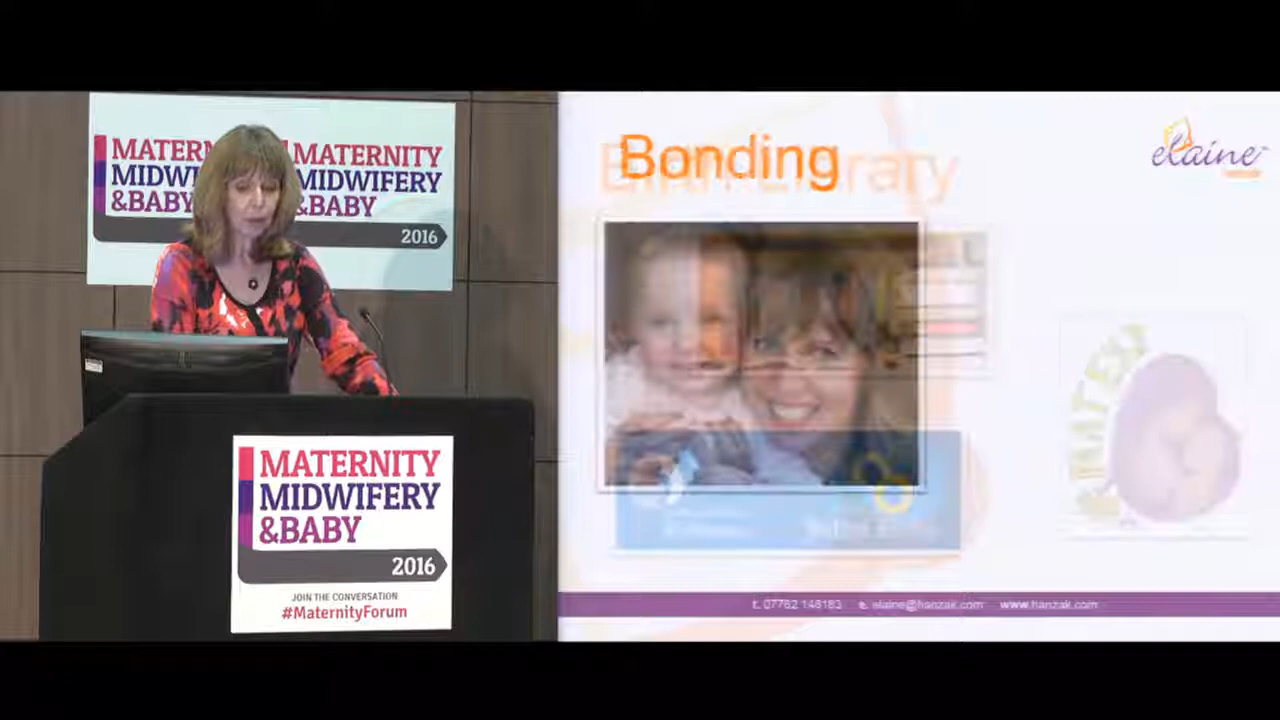 MATERNITY
MIDWIFERY
&BABY
2016
MATERNITY
MIDWIFERY
&BABY
2016
JOIN THE CONVERSATION
#MaternityForum
Bonding
elaine
t. 07762 148183 e. elaine@hanzak.com www.hanzak.com